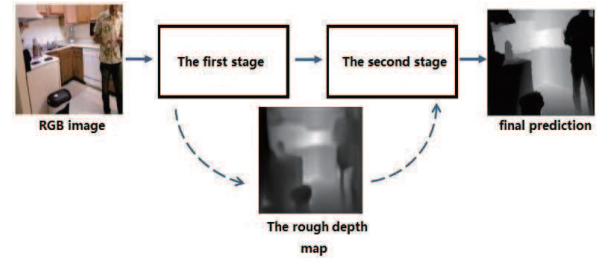 The first stage
The second stage
RGB image
final prediction
The rough depth
map